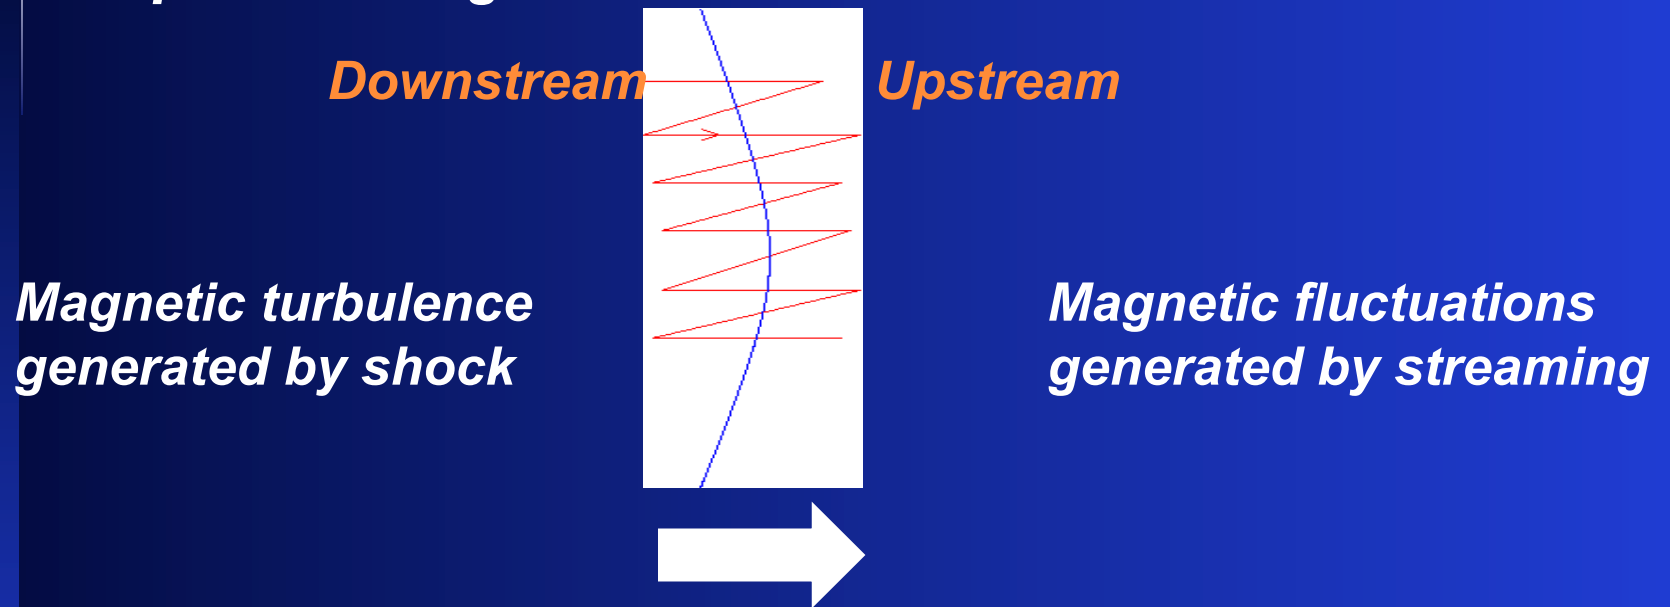 Downstream
Upstream
Magnetic turbulence
generated by shock
Magnetic fluctuations
generated by streaming